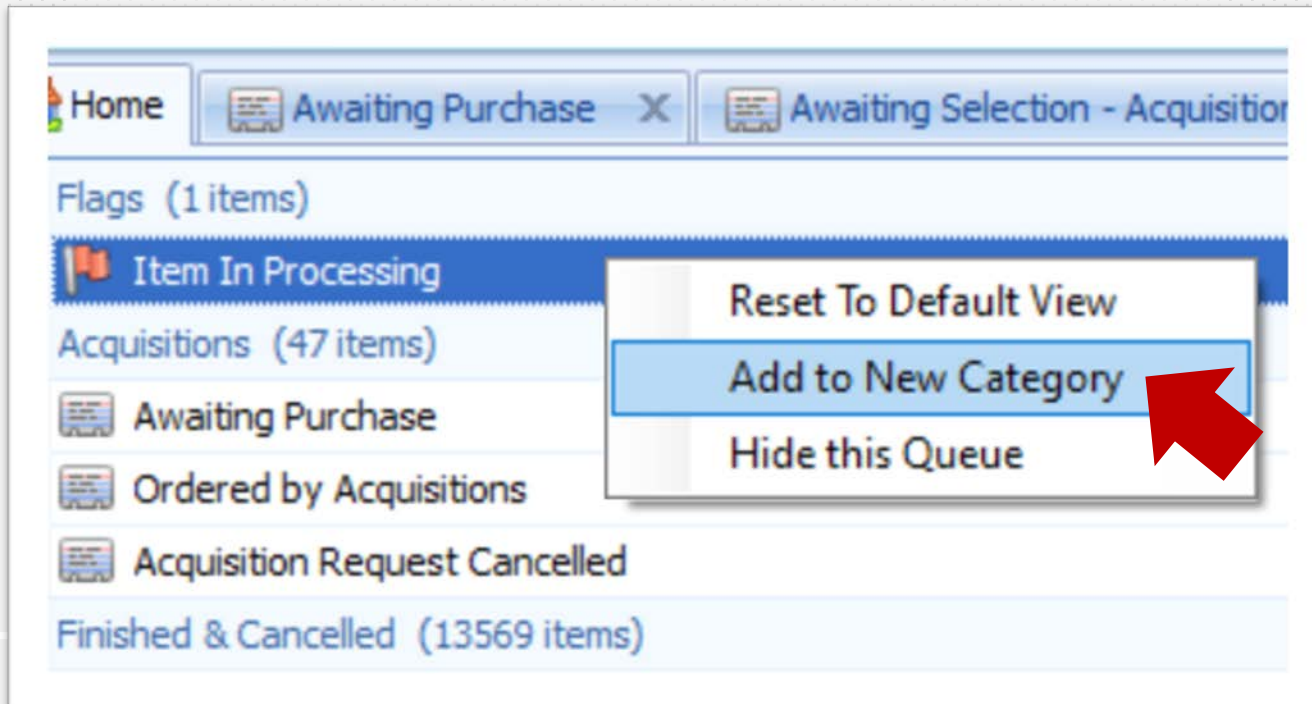 Home
Awaiting Purchase
Awaiting Selection - Acquisition
Flags (1 items)
Item In Processing
Reset To Default View
Acquisitions (47 items)
Add to New Category
Awaiting Purchase
Hide this Queue
Ordered by Acquisitions
Acquisition Request Cancelled
Finished & Cancelled (13569 items)